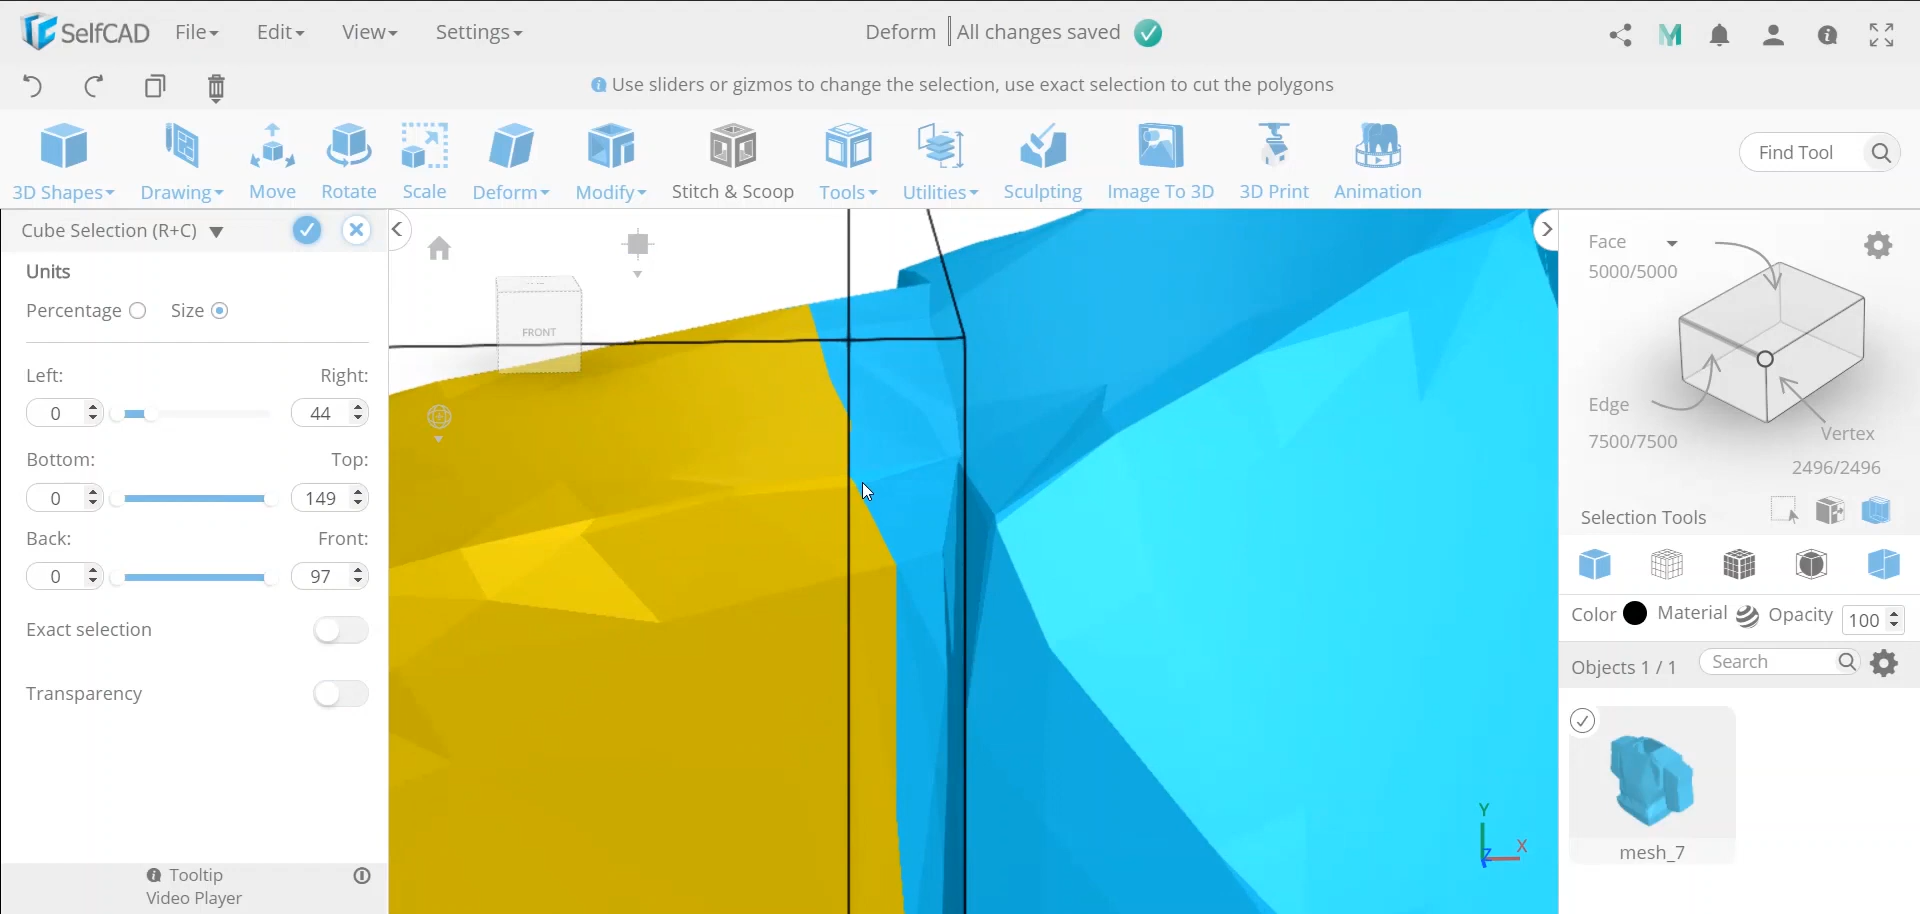 SelfCAD File Edit View Settings Deform All changes saved
Use sliders or gizmos to change the selection, use exact selection to cut the polygons
3D Shapes Drawing Move Rotate Scale Deform Modify Stitch & Scoop Tools Utilities Sculpting Image To 3D 3D Print Animation Find Tool
Cube Selection (R+C)
Units
Percentage Size
Left: Right:
0 44
Bottom: Top:
0 149
Back: Front:
0 97
Exact selection
Transparency
Tooltip
Video Player
FRONT
Y
X
Z
Face
5000/5000
Edge
7500/7500
Vertex
2496/2496
Selection Tools
Color Material Opacity 100
Objects 1 / 1 Search
mesh_7